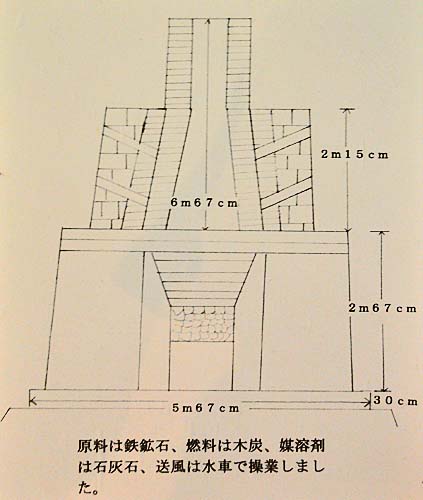 2m15cm
6m67cm
2m67cm
30cm
5m67cm
原料は鉄鉱石、燃料は木炭、媒溶剤
は石灰石、送風は水車で操業しまし
た。